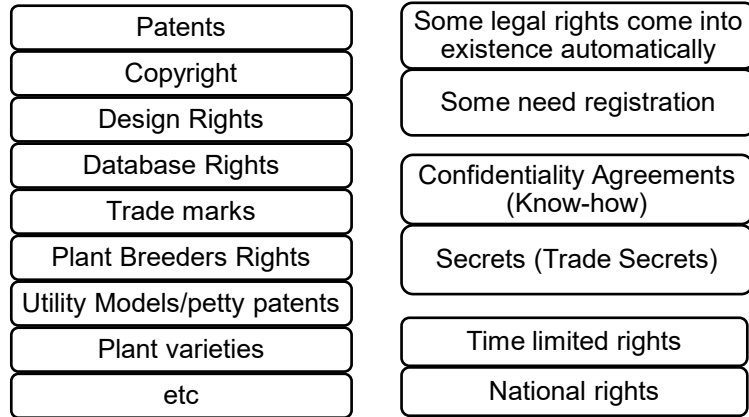 Patents
Copyright
Design Rights
Database Rights
Trade marks
Plant Breeders Rights
Utility Models/petty patents
Plant varieties
etc
Some legal rights come into
existence automatically
Some need registration
Confidentiality Agreements
(Know-how)
Secrets (Trade Secrets)
Time limited rights
National rights